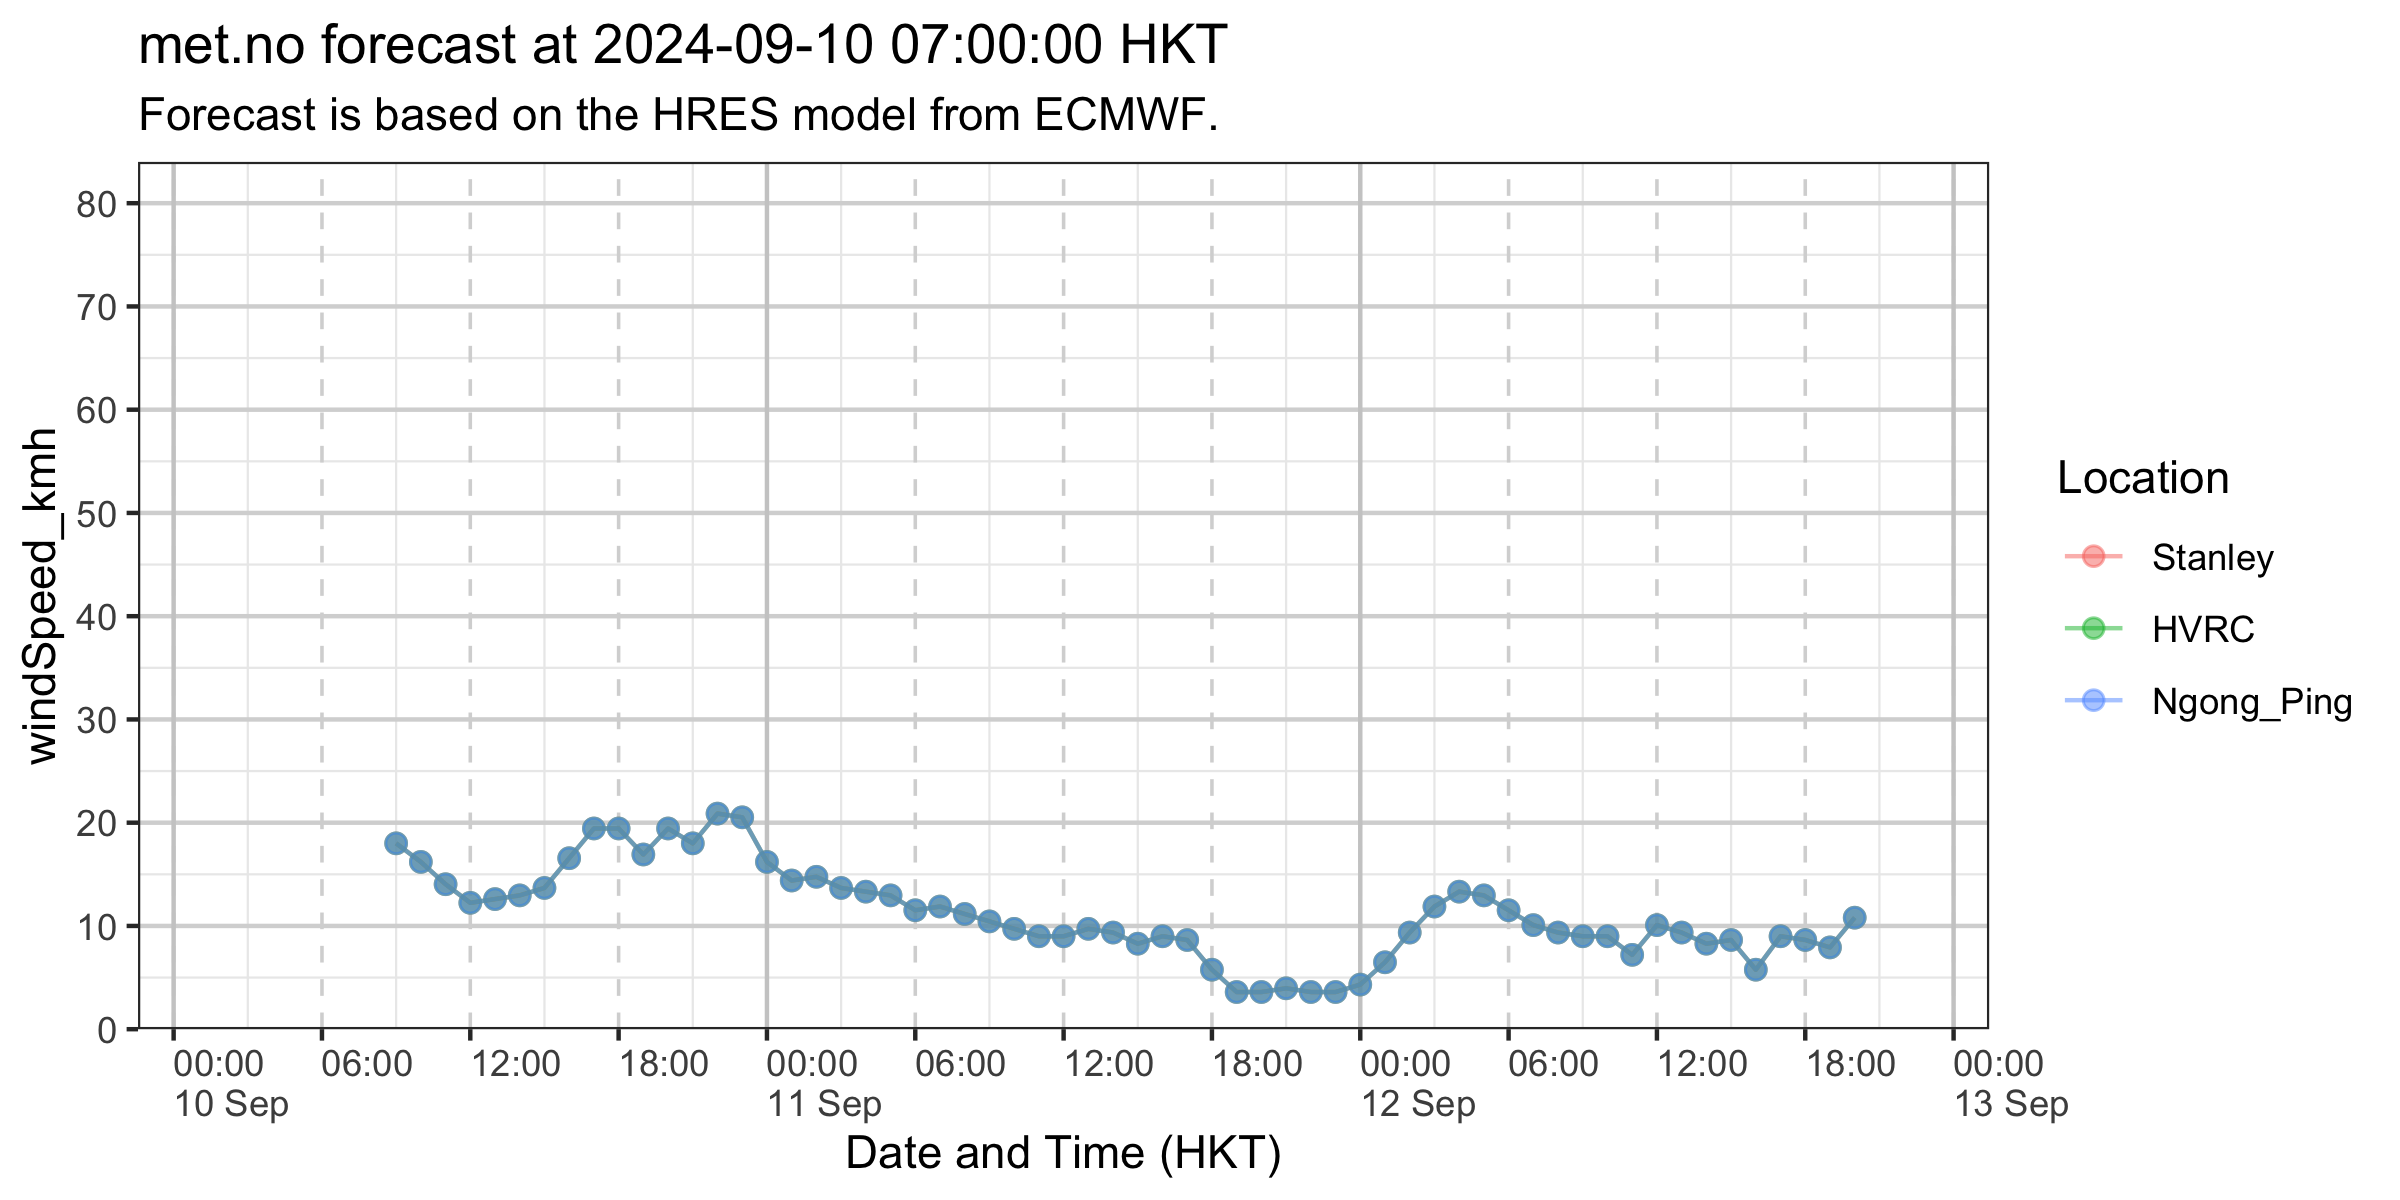 met.no forecast at 2024-09-10 07:00:00 HKT
Forecast is based on the HRES model from ECMWF.
windSpeed_kmh
80
70
60
50
40
30
20
10
0
00:00 06:00 12:00 18:00 00:00 06:00 12:00 18:00 00:00 06:00 12:00 18:00 00:00
10 Sep 11 Sep 12 Sep 13 Sep
Date and Time (HKT)
Location
Stanley
HVRC
Ngong_Ping